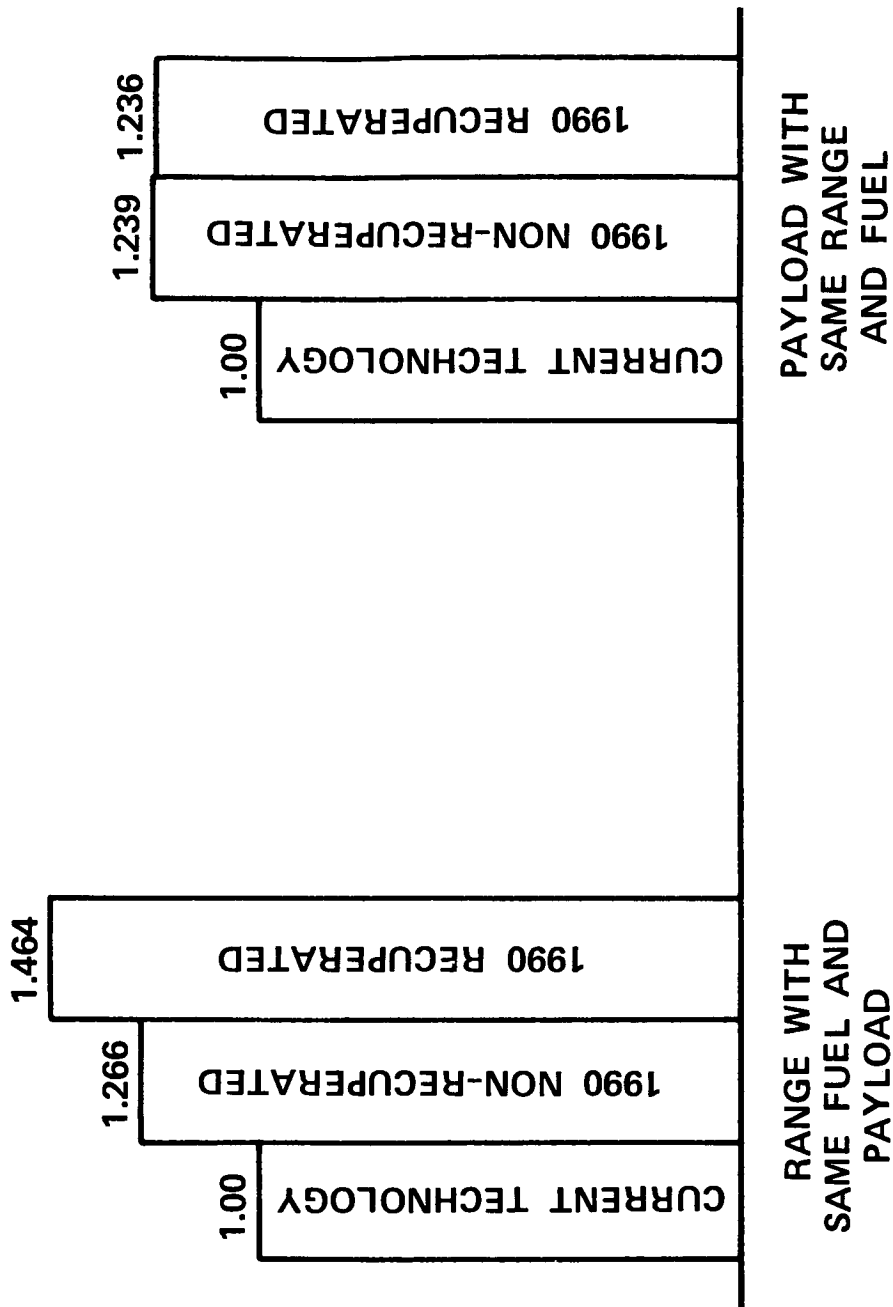 1.00
CURRENT TECHNOLOGY
1.266
1990 NON-RECUPERATED
1.464
1990 RECUPERATED
RANGE WITH
SAME FUEL AND
PAYLOAD
1.00
CURRENT TECHNOLOGY
1.239
1990 NON-RECUPERATED
1.236
1990 RECUPERATED
PAYLOAD WITH
SAME RANGE
AND FUEL